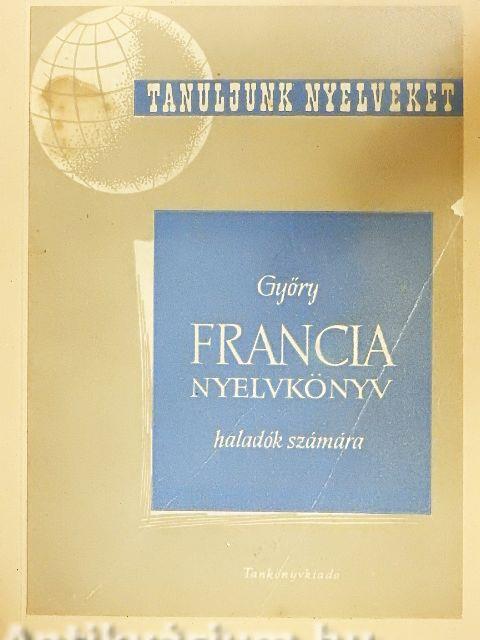 TANULJUNK NYELVEKET
Győry
FRANCIA
NYELVKÖNYV
haladók számára
Tankönyvkiadó